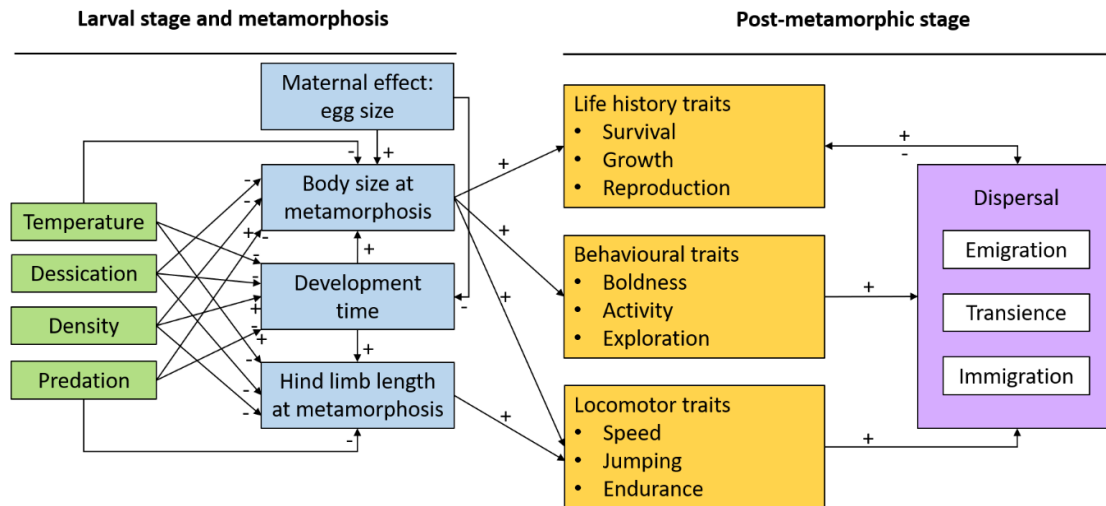 Larval stage and metamorphosis
Post-metamorphic stage
Maternal effect:
egg size
Body size at
metamorphosis
Development
time
Hind limb length
at metamorphosis
Temperature
Dessication
Density
Predation
Life history traits
• Survival
• Growth
• Reproduction
Behavioural traits
• Boldness
• Activity
• Exploration
Locomotor traits
• Speed
• Jumping
• Endurance
Dispersal
Emigration
Transience
Immigration
-
+
-
-
+
-
+
-
-
-
+
-
+
+
-
-
-
-
-
+
+
+
+
+
-
+
+